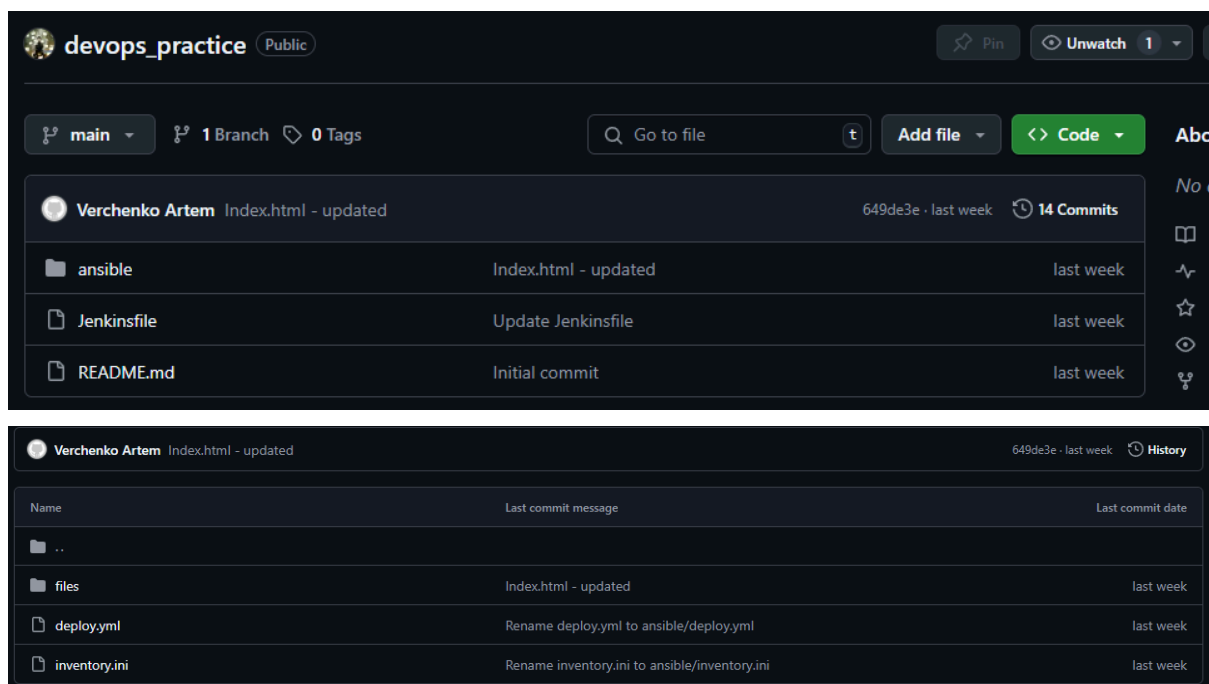 devops_practice Public Pin Unwatch 1
main 1 Branch 0 Tags Go to file t Add file Code
Verchenko Artem Index.html - updated 649de3e · last week 14 Commits
No
ansible Index.html - updated last week
Jenkinsfile Update Jenkinsfile last week
README.md Initial commit last week
Verchenko Artem Index.html - updated 649de3e · last week History
Name Last commit message Last commit date
..
files Index.html - updated last week
deploy.yml Rename deploy.yml to ansible/deploy.yml last week
inventory.ini Rename inventory.ini to ansible/inventory.ini last week